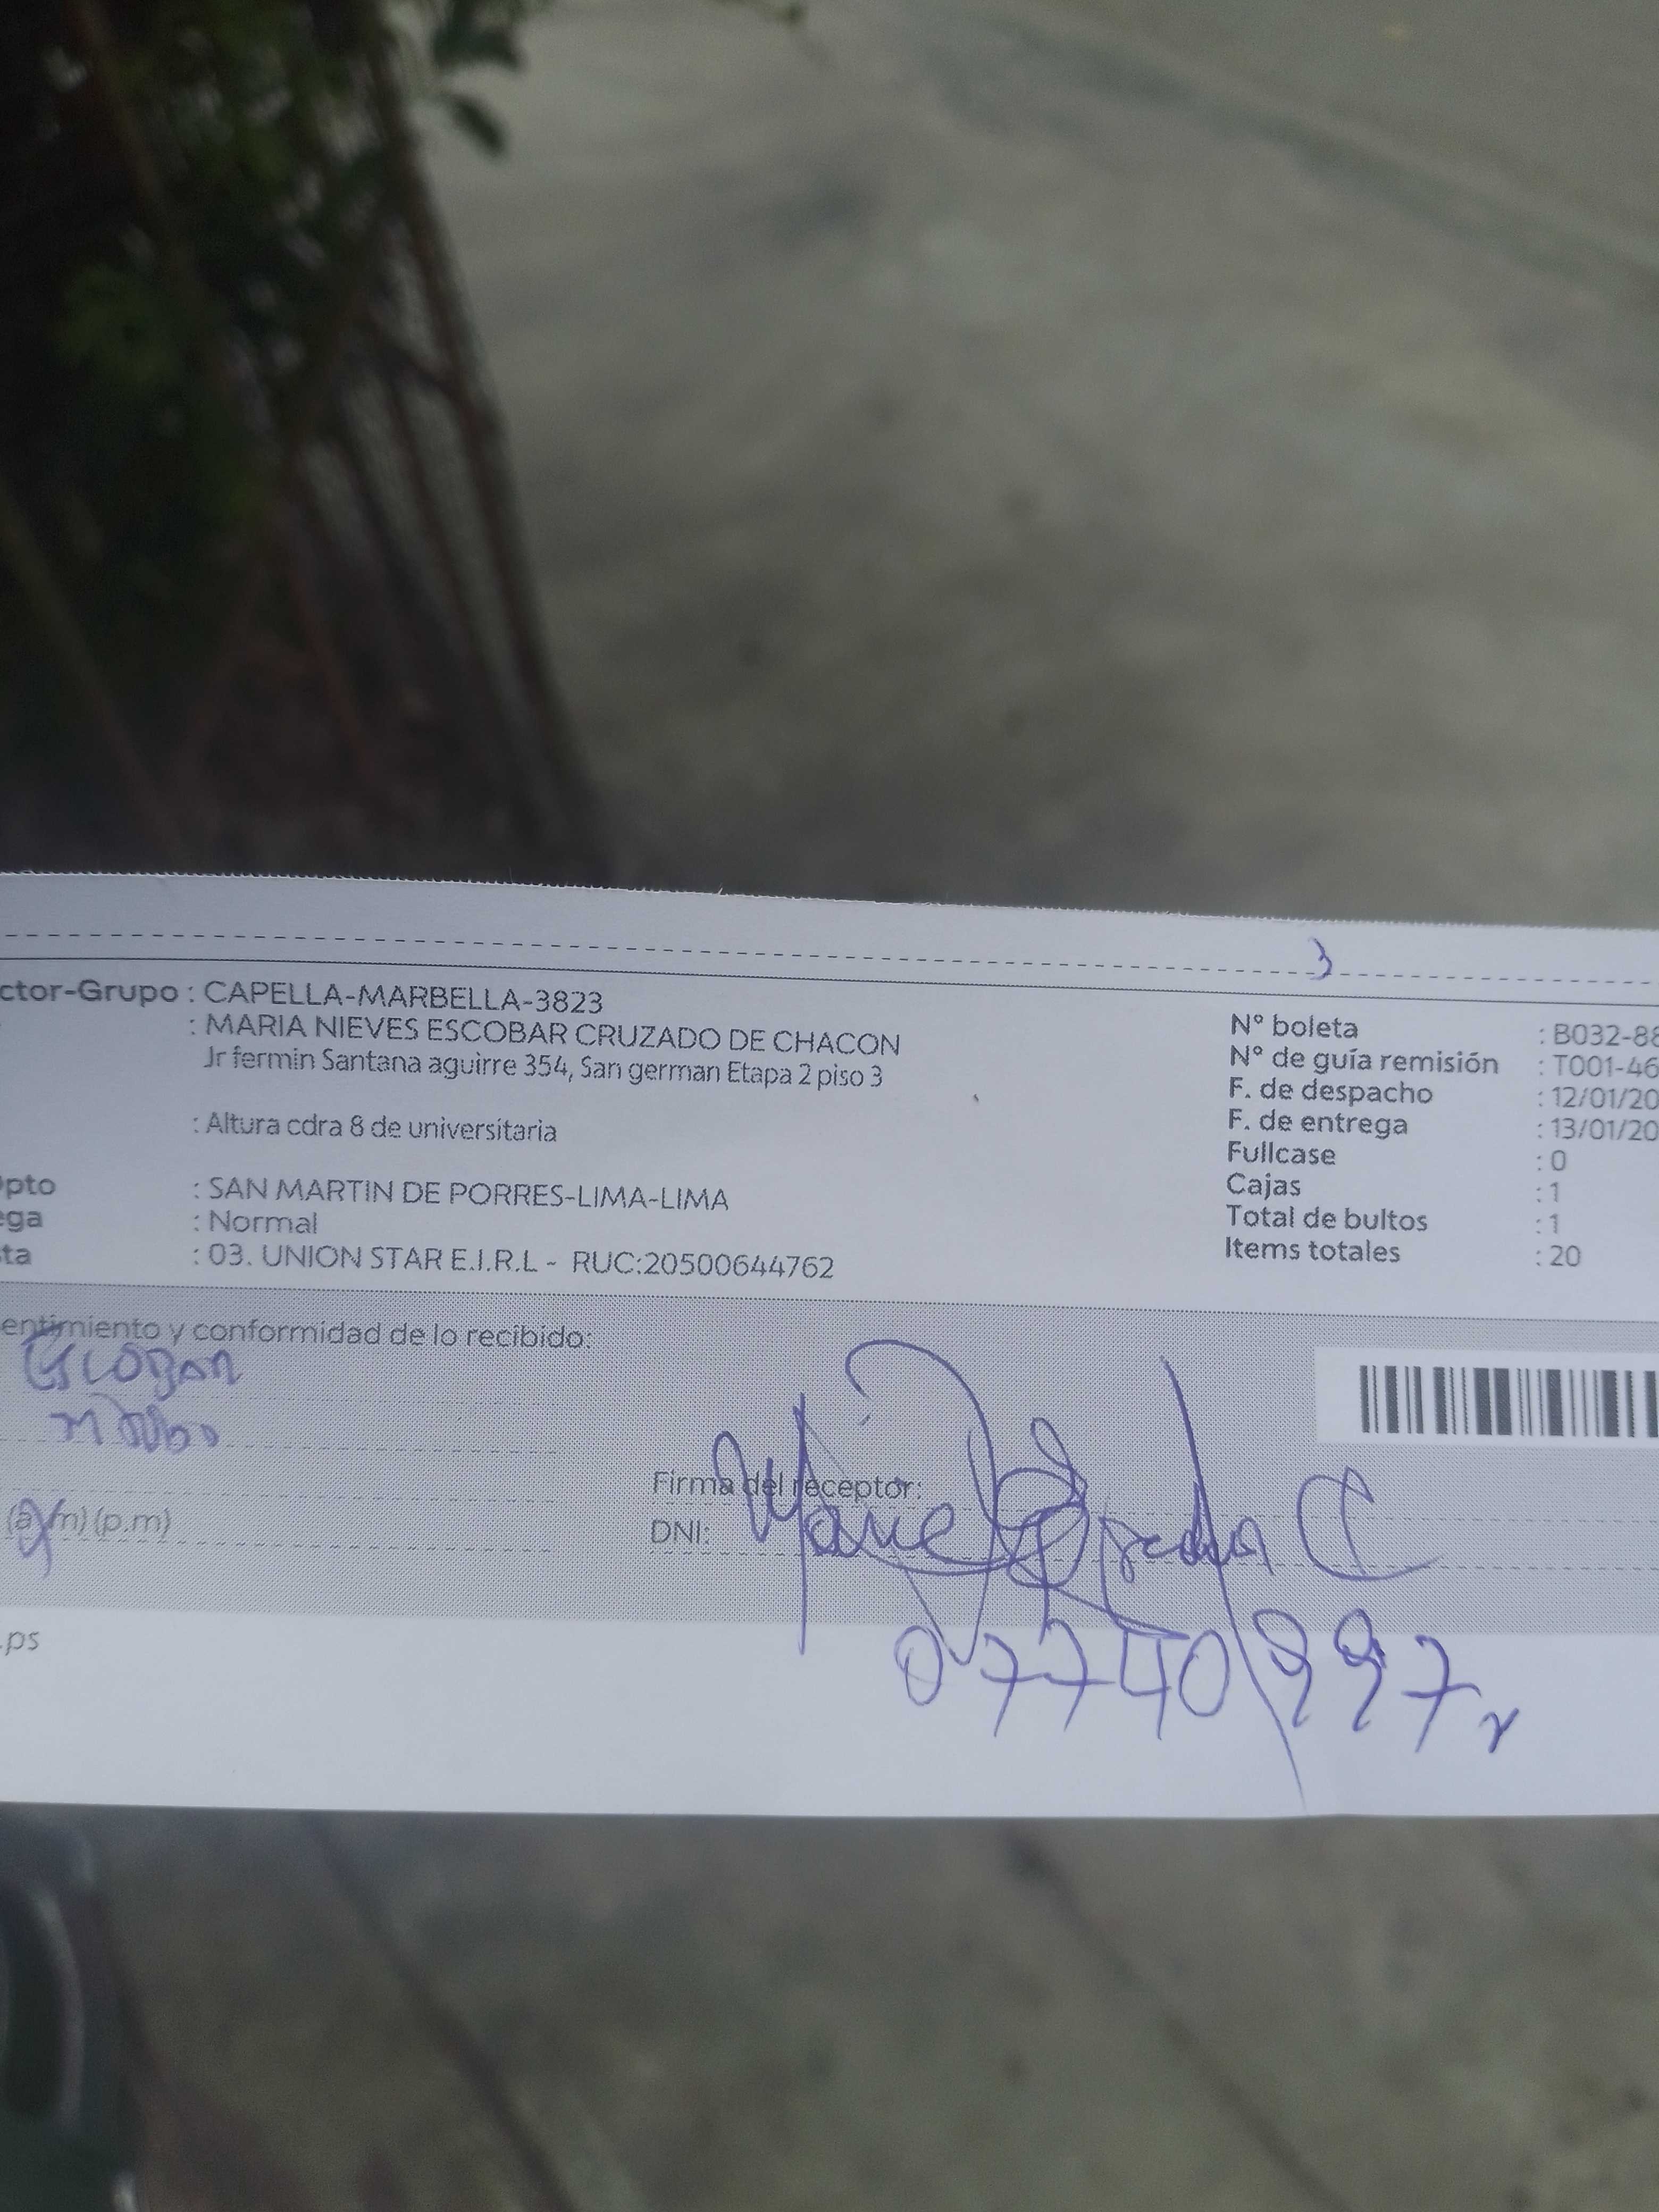 3
ctor-Grupo : CAPELLA-MARBELLA-3823
: MARIA NIEVES ESCOBAR CRUZADO DE CHACON
Jr fermin Santana aguirre 354, San german Etapa 2 piso 3
: Altura cdra 8 de universitaria
pto : SAN MARTIN DE PORRES-LIMA-LIMA
ega : Normal
ta : 03. UNION STAR E.I.R.L - RUC:20500644762
N° boleta : B032-88
N° de guía remisión : T001-46
F. de despacho : 12/01/20
F. de entrega : 13/01/20
Fullcase : 0
Cajas : 1
Total de bultos : 1
Items totales : 20
entimiento y conformidad de lo recibido:
Escobar
(a.m) (p.m)
Firma del receptor:
DNI:
Maria
07740997
.ps